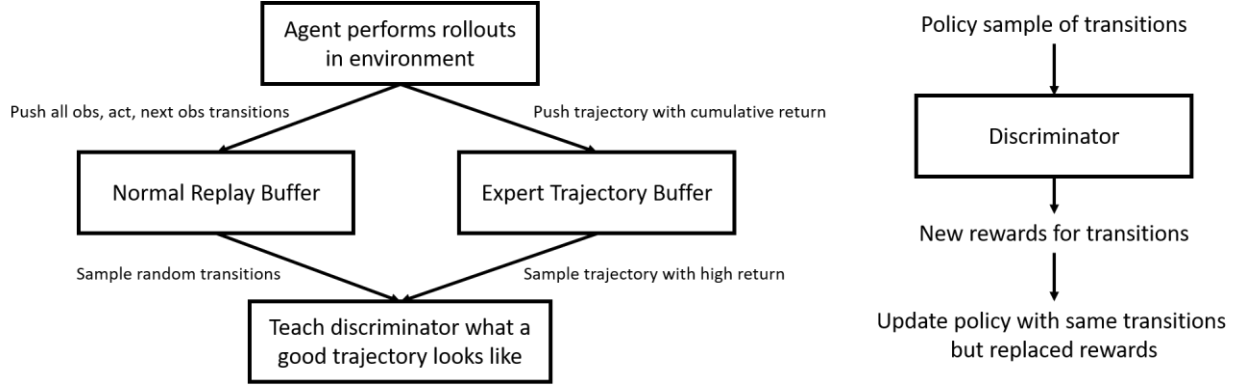 Agent performs rollouts
in environment
Push all obs, act, next obs transitions
Push trajectory with cumulative return
Normal Replay Buffer
Expert Trajectory Buffer
Sample random transitions
Sample trajectory with high return
Teach discriminator what a
good trajectory looks like
Policy sample of transitions
Discriminator
New rewards for transitions
Update policy with same transitions
but replaced rewards